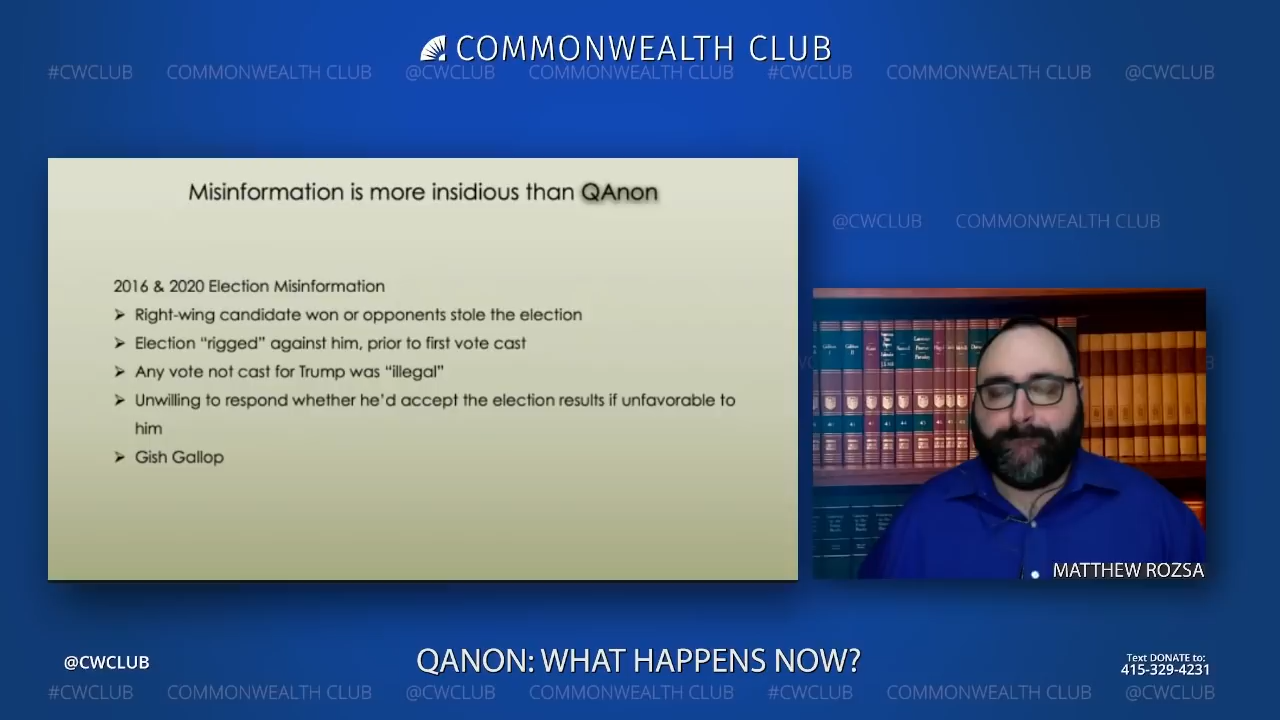 COMMONWEALTH CLUB
#CWCLUB COMMONWEALTH CLUB @CWCLUB COMMONWEALTH CLUB #CWCLUB COMMONWEALTH CLUB @CWCLUB
Misinformation is more insidious than QAnon
2016 & 2020 Election Misinformation
➢ Right-wing candidate won or opponents stole the election
➢ Election “rigged” against him, prior to first vote cast
➢ Any vote not cast for Trump was “illegal”
➢ Unwilling to respond whether he’d accept the election results if unfavorable to
him
➢ Gish Gallop
@CWCLUB COMMONWEALTH CLUB
MATTHEW ROZSA
@CWCLUB
QANON: WHAT HAPPENS NOW?
Text DONATE to:
415-329-4231
#CWCLUB COMMONWEALTH CLUB @CWCLUB COMMONWEALTH CLUB #CWCLUB COMMONWEALTH CLUB @CWCLUB